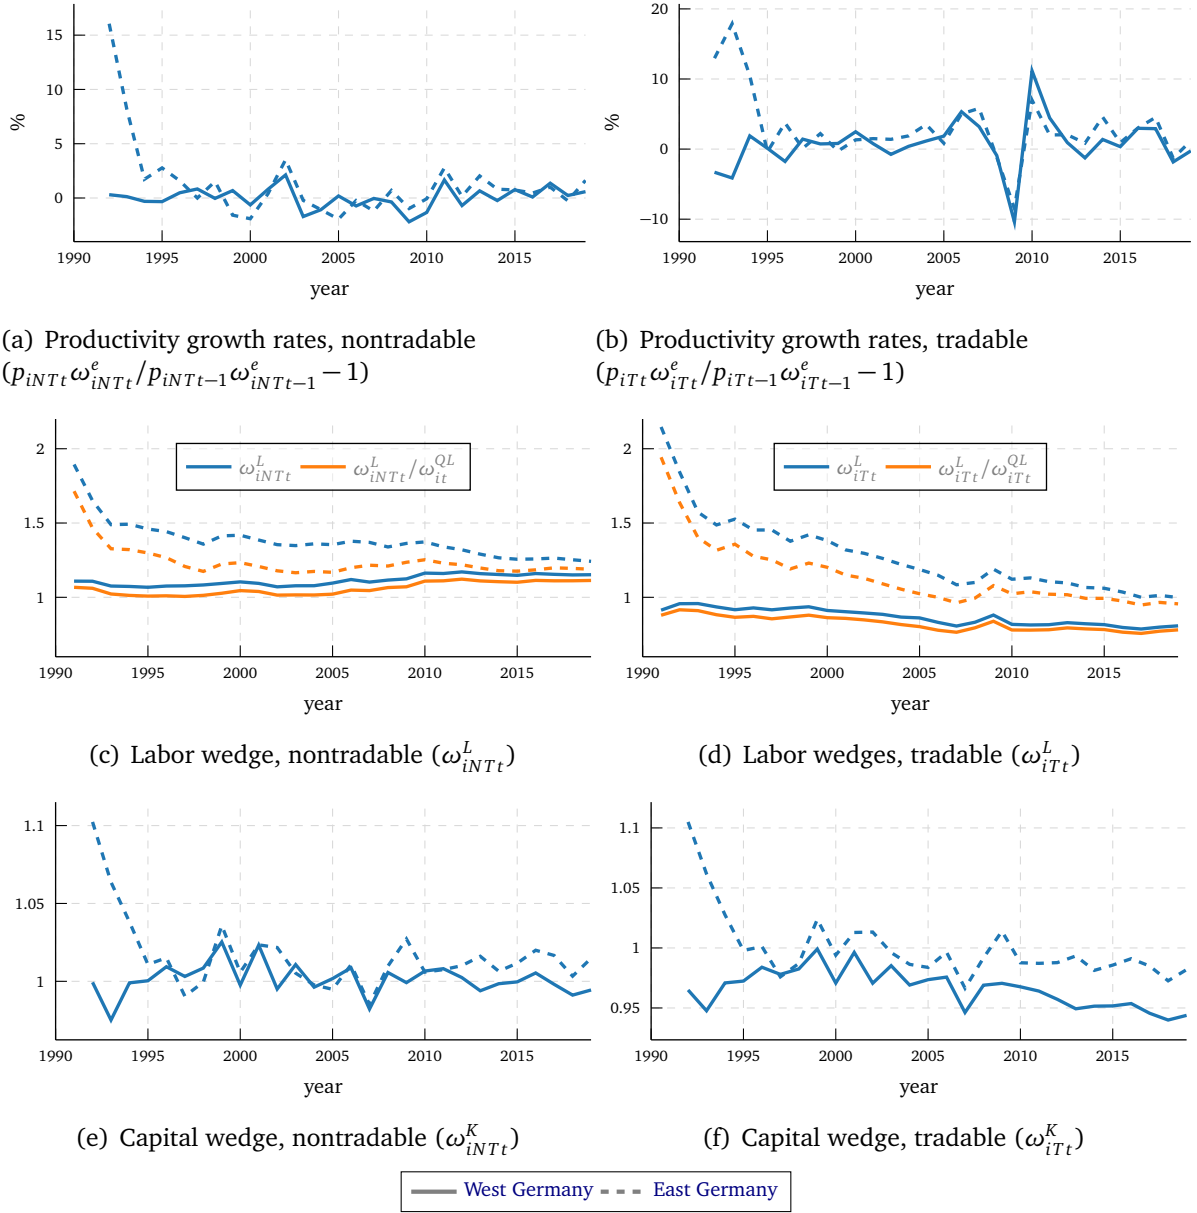 15
10
5
0
%
1990 1995 2000 2005 2010 2015
year
(a) Productivity growth rates, nontradable
(p_{iNTt}ω^e_{iNTt}/p_{iNTt−1}ω^e_{iNTt−1} − 1)
20
10
0
−10
%
1990 1995 2000 2005 2010 2015
year
(b) Productivity growth rates, tradable
(p_{iTt}ω^e_{iTt}/p_{iTt−1}ω^e_{iTt−1} − 1)
2
1.5
1
ω^L_{iNTt} ω^L_{iNTt}/ω^{QL}_{it}
1990 1995 2000 2005 2010 2015
year
(c) Labor wedge, nontradable (ω^L_{iNTt})
2
1.5
1
ω^L_{iTt} ω^L_{iTt}/ω^{QL}_{iTt}
1990 1995 2000 2005 2010 2015
year
(d) Labor wedges, tradable (ω^L_{iTt})
1.1
1.05
1
1990 1995 2000 2005 2010 2015
year
(e) Capital wedge, nontradable (ω^K_{iNTt})
1.1
1.05
1
0.95
1990 1995 2000 2005 2010 2015
year
(f) Capital wedge, tradable (ω^K_{iTt})
West Germany East Germany